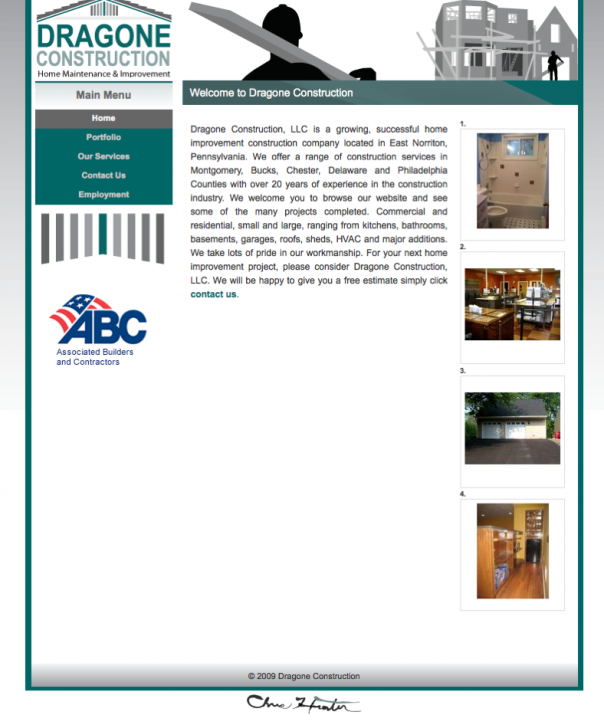 DRAGONE
CONSTRUCTION
Home Maintenance & Improvement
Main Menu
Home
Portfolio
Our Services
Contact Us
Employment
ABC
Associated Builders
and Contractors
Welcome to Dragone Construction
Dragone Construction, LLC is a growing, successful home
improvement construction company located in East Norriton,
Pennsylvania. We offer a range of construction services in
Montgomery, Bucks, Chester, Delaware and Philadelphia
Counties with over 20 years of experience in the construction
industry. We welcome you to browse our website and see
some of the many projects completed. Commercial and
residential, small and large, ranging from kitchens, bathrooms,
basements, garages, roofs, sheds, HVAC and major additions.
We take lots of pride in our workmanship. For your next home
improvement project, please consider Dragone Construction,
LLC. We will be happy to give you a free estimate simply click
contact us.
1.
2.
3.
4.
© 2009 Dragone Construction